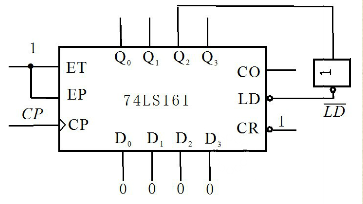 1
ET
EP
CP
CP
Q0 Q1 Q2 Q3
74LS161
CO
LD
CR
1
1
LD
D0 D1 D2 D3
0 0 0 0